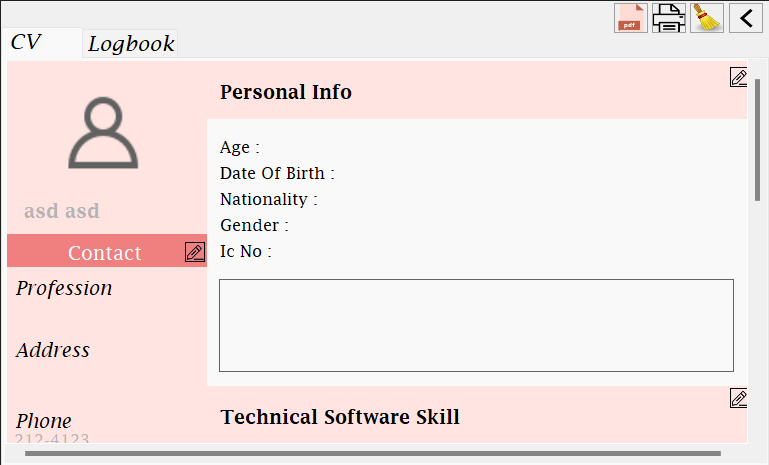 pdf
CV
Logbook
asd asd
Contact
Profession
Address
Phone
212-4123
Personal Info
Age :
Date Of Birth :
Nationality :
Gender :
Ic No :
Technical Software Skill